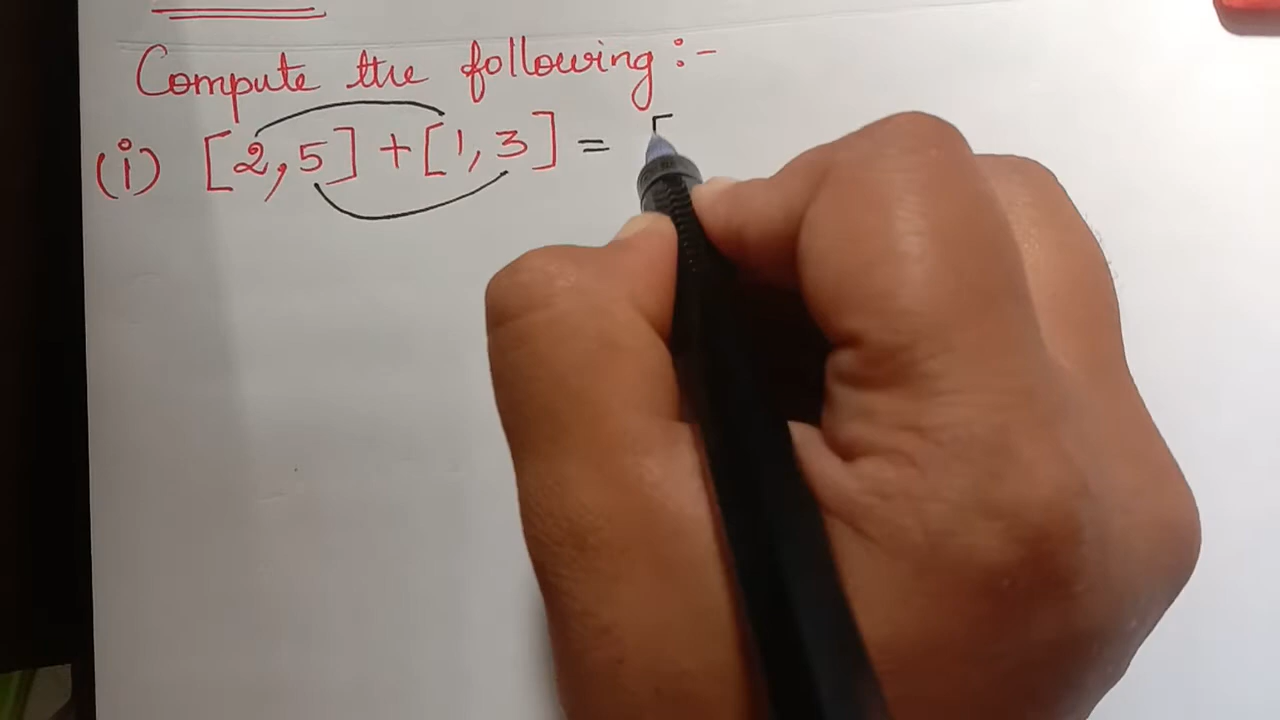 Compute the following :-
(i) [2, 5] + [1, 3] = [